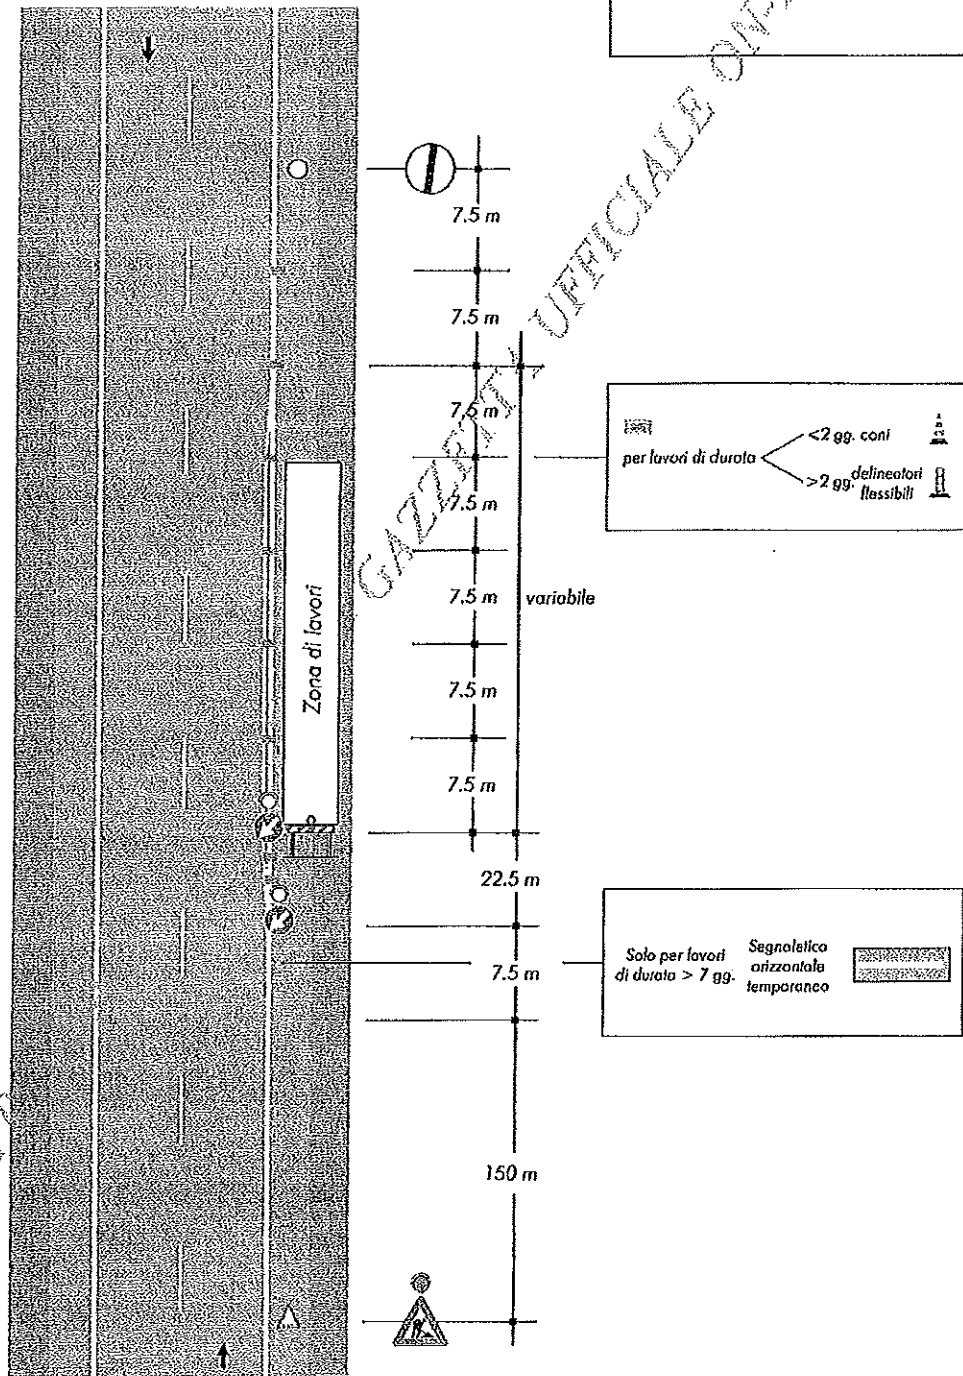 7.5 m
7.5 m
7.5 m
7.5 m
7.5 m
7.5 m
7.5 m
variabile
22.5 m
7.5 m
150 m
Zona di lavori
per lavori di durata
<2 gg. coni
>2 gg. delineatori
flessibili
Solo per lavori
di durata > 7 gg.
Segnaletica
orizzontale
temporanea
GAZZETTA UFFICIALE ON-